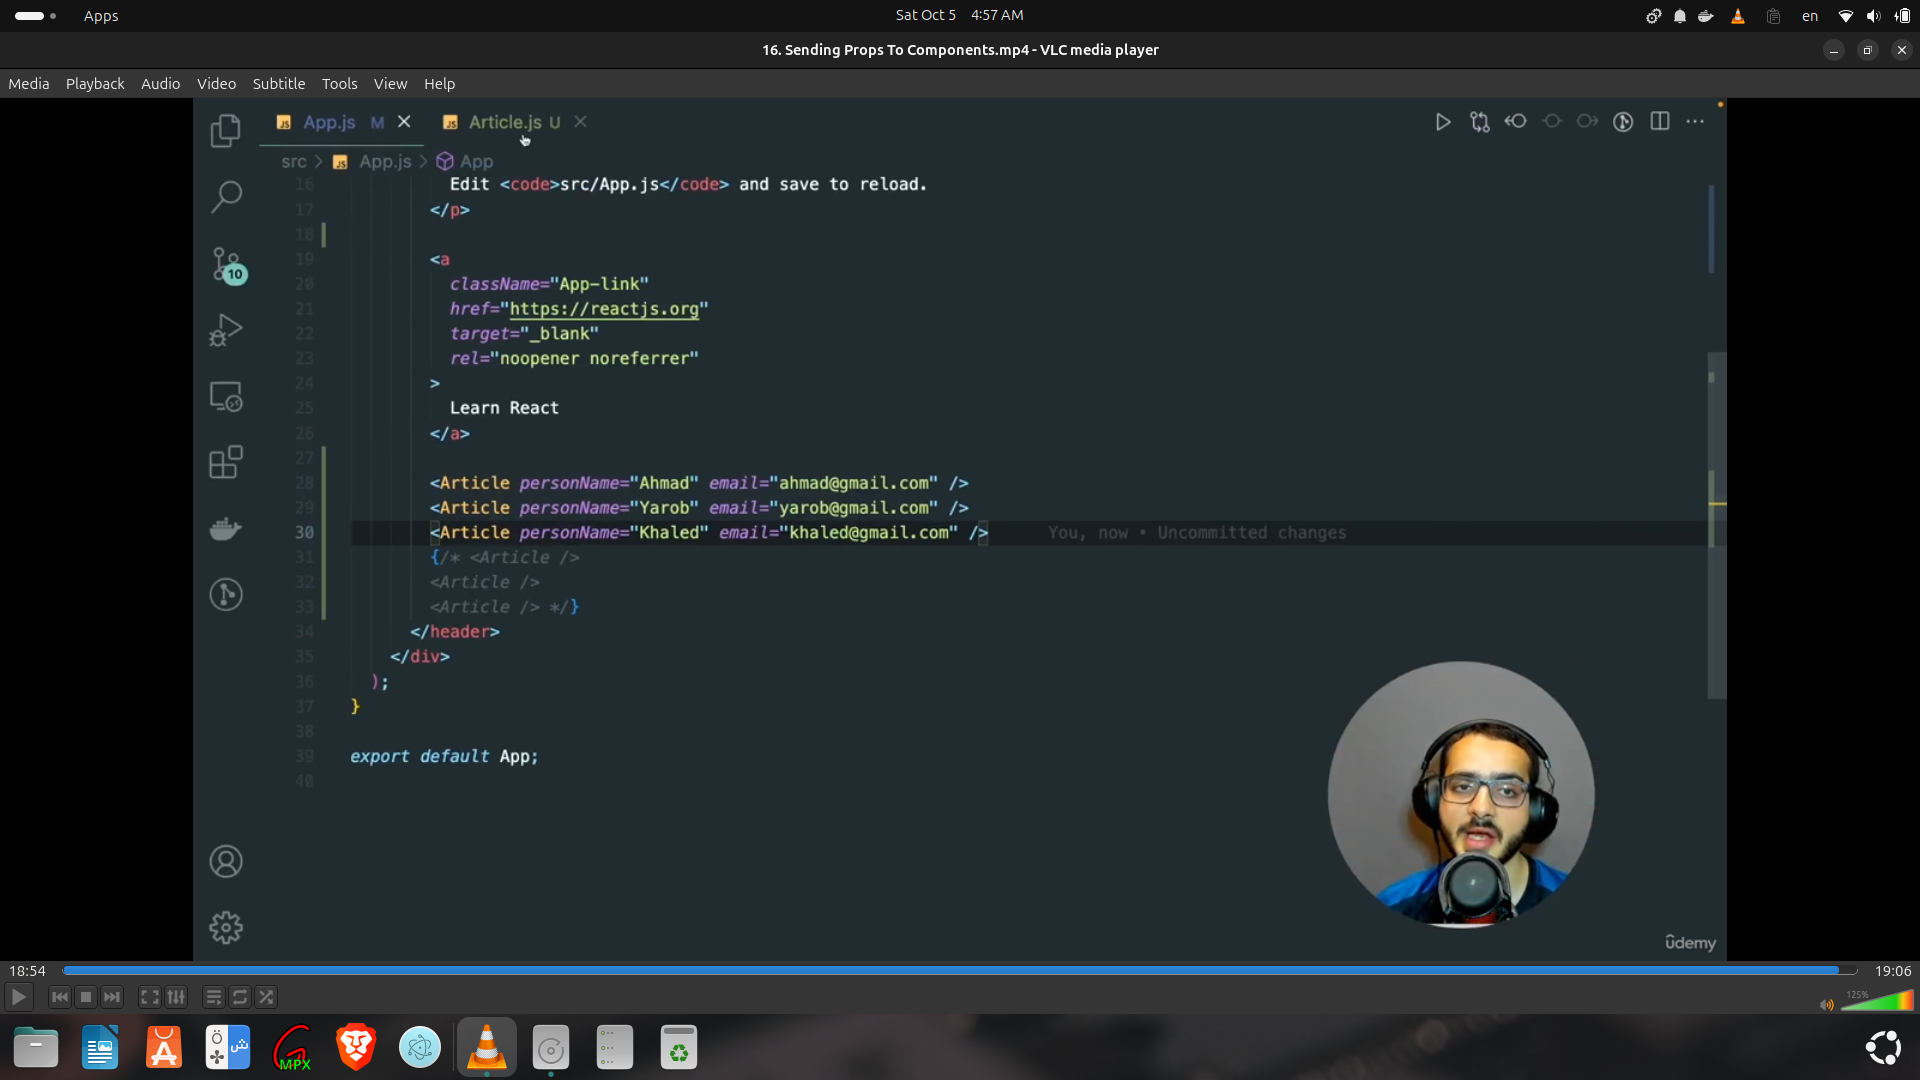 Apps
Sat Oct 5 4:57 AM
en
16. Sending Props To Components.mp4 - VLC media player
Media Playback Audio Video Subtitle Tools View Help
JS App.js M
JS Article.js U
src > JS App.js > App
16 Edit <code>src/App.js</code> and save to reload.
17 </p>
18
19 <a
20 className="App-link"
21 href="https://reactjs.org"
22 target="_blank"
23 rel="noopener noreferrer"
24 >
25 Learn React
26 </a>
27
28 <Article personName="Ahmad" email="ahmad@gmail.com" />
29 <Article personName="Yarob" email="yarob@gmail.com" />
30 <Article personName="Khaled" email="khaled@gmail.com" /> You, now • Uncommitted changes
31 {/* <Article />
32 <Article />
33 <Article /> */}
34 </header>
35 </div>
36 );
37 }
38
39 export default App;
40
10
ûdemy
18:54
19:06
125%
A
Ö
ش
MPX